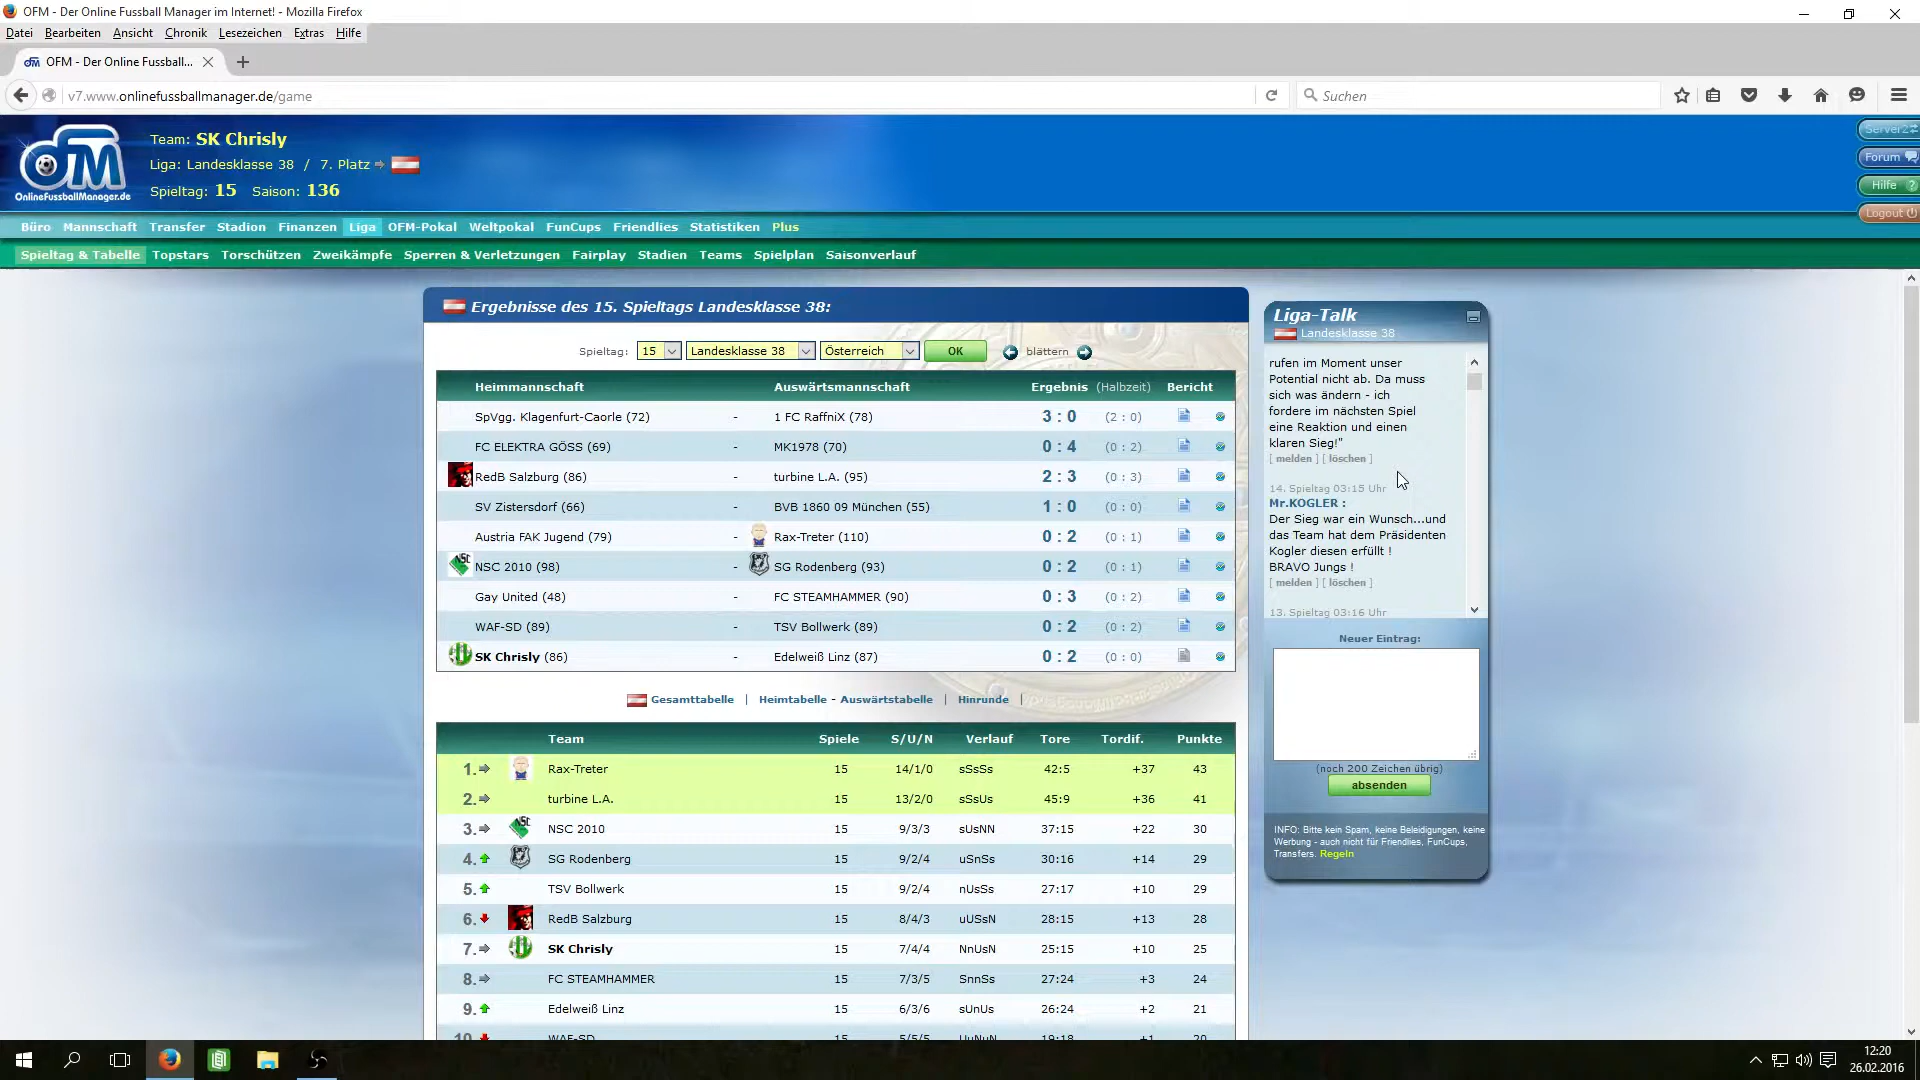 OFM - Der Online Fussball Manager im Internet! - Mozilla Firefox
Datei Bearbeiten Ansicht Chronik Lesezeichen Extras Hilfe
OFM - Der Online Fussball...
v7.www.onlinefussballmanager.de/game
Suchen
OFM
OnlineFussballManager.de
Team: SK Chrisly
Liga: Landesklasse 38 / 7. Platz
Spieltag: 15 Saison: 136
Server2
Forum
Hilfe ?
Logout
Büro Mannschaft Transfer Stadion Finanzen Liga OFM-Pokal Weltpokal FunCups Friendlies Statistiken Plus
Spieltag & Tabelle Topstars Torschützen Zweikämpfe Sperren & Verletzungen Fairplay Stadien Teams Spielplan Saisonverlauf
Ergebnisse des 15. Spieltags Landesklasse 38:
Spieltag: 15 Landesklasse 38 Österreich OK blättern
Heimmannschaft Auswärtsmannschaft Ergebnis (Halbzeit) Bericht
SpVgg. Klagenfurt-Caorle (72) - 1 FC RaffniX (78) 3 : 0 (2 : 0)
FC ELEKTRA GÖSS (69) - MK1978 (70) 0 : 4 (0 : 2)
RedB Salzburg (86) - turbine L.A. (95) 2 : 3 (0 : 3)
SV Zistersdorf (66) - BVB 1860 09 München (55) 1 : 0 (0 : 0)
Austria FAK Jugend (79) - Rax-Treter (110) 0 : 2 (0 : 1)
NSC 2010 (98) - SG Rodenberg (93) 0 : 2 (0 : 1)
Gay United (48) - FC STEAMHAMMER (90) 0 : 3 (0 : 2)
WAF-SD (89) - TSV Bollwerk (89) 0 : 2 (0 : 2)
SK Chrisly (86) - Edelweiß Linz (87) 0 : 2 (0 : 0)
Gesamttabelle | Heimtabelle - Auswärtstabelle | Hinrunde |
Team Spiele S/U/N Verlauf Tore Tordif. Punkte
1. Rax-Treter 15 14/1/0 sSsSs 42:5 +37 43
2. turbine L.A. 15 13/2/0 sSsUs 45:9 +36 41
3. NSC 2010 15 9/3/3 sUsNN 37:15 +22 30
4. SG Rodenberg 15 9/2/4 uSnSs 30:16 +14 29
5. TSV Bollwerk 15 9/2/4 nUsSs 27:17 +10 29
6. RedB Salzburg 15 8/4/3 uUSsN 28:15 +13 28
7. SK Chrisly 15 7/4/4 NnUsN 25:15 +10 25
8. FC STEAMHAMMER 15 7/3/5 SnnSs 27:24 +3 24
9. Edelweiß Linz 15 6/3/6 sUnUs 26:24 +2 21
10. WAF-SD 15 5/5/5 UuNuN 19:18 +1 20
Liga-Talk
Landesklasse 38
rufen im Moment unser
Potential nicht ab. Da muss
sich was ändern - ich
fordere im nächsten Spiel
eine Reaktion und einen
klaren Sieg!"
[ melden ] [ löschen ]
14. Spieltag 03:15 Uhr
Mr.KOGLER :
Der Sieg war ein Wunsch...und
das Team hat dem Präsidenten
Kogler diesen erfüllt !
BRAVO Jungs !
[ melden ] [ löschen ]
13. Spieltag 03:16 Uhr
Neuer Eintrag:
(noch 200 Zeichen übrig)
absenden
INFO: Bitte kein Spam, keine Beleidigungen, keine
Werbung - auch nicht für Friendlies, FunCups,
Transfers. Regeln
12:20
26.02.2016